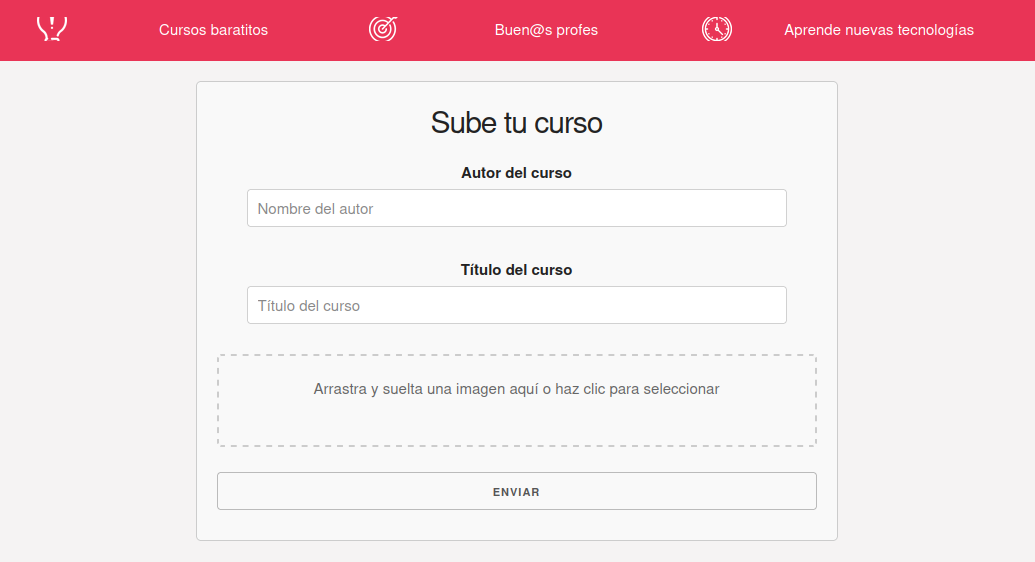 Cursos baratitos
Buen@s profes
Aprende nuevas tecnologías
Sube tu curso
Autor del curso
Nombre del autor
Título del curso
Título del curso
Arrastra y suelta una imagen aquí o haz clic para seleccionar
ENVIAR